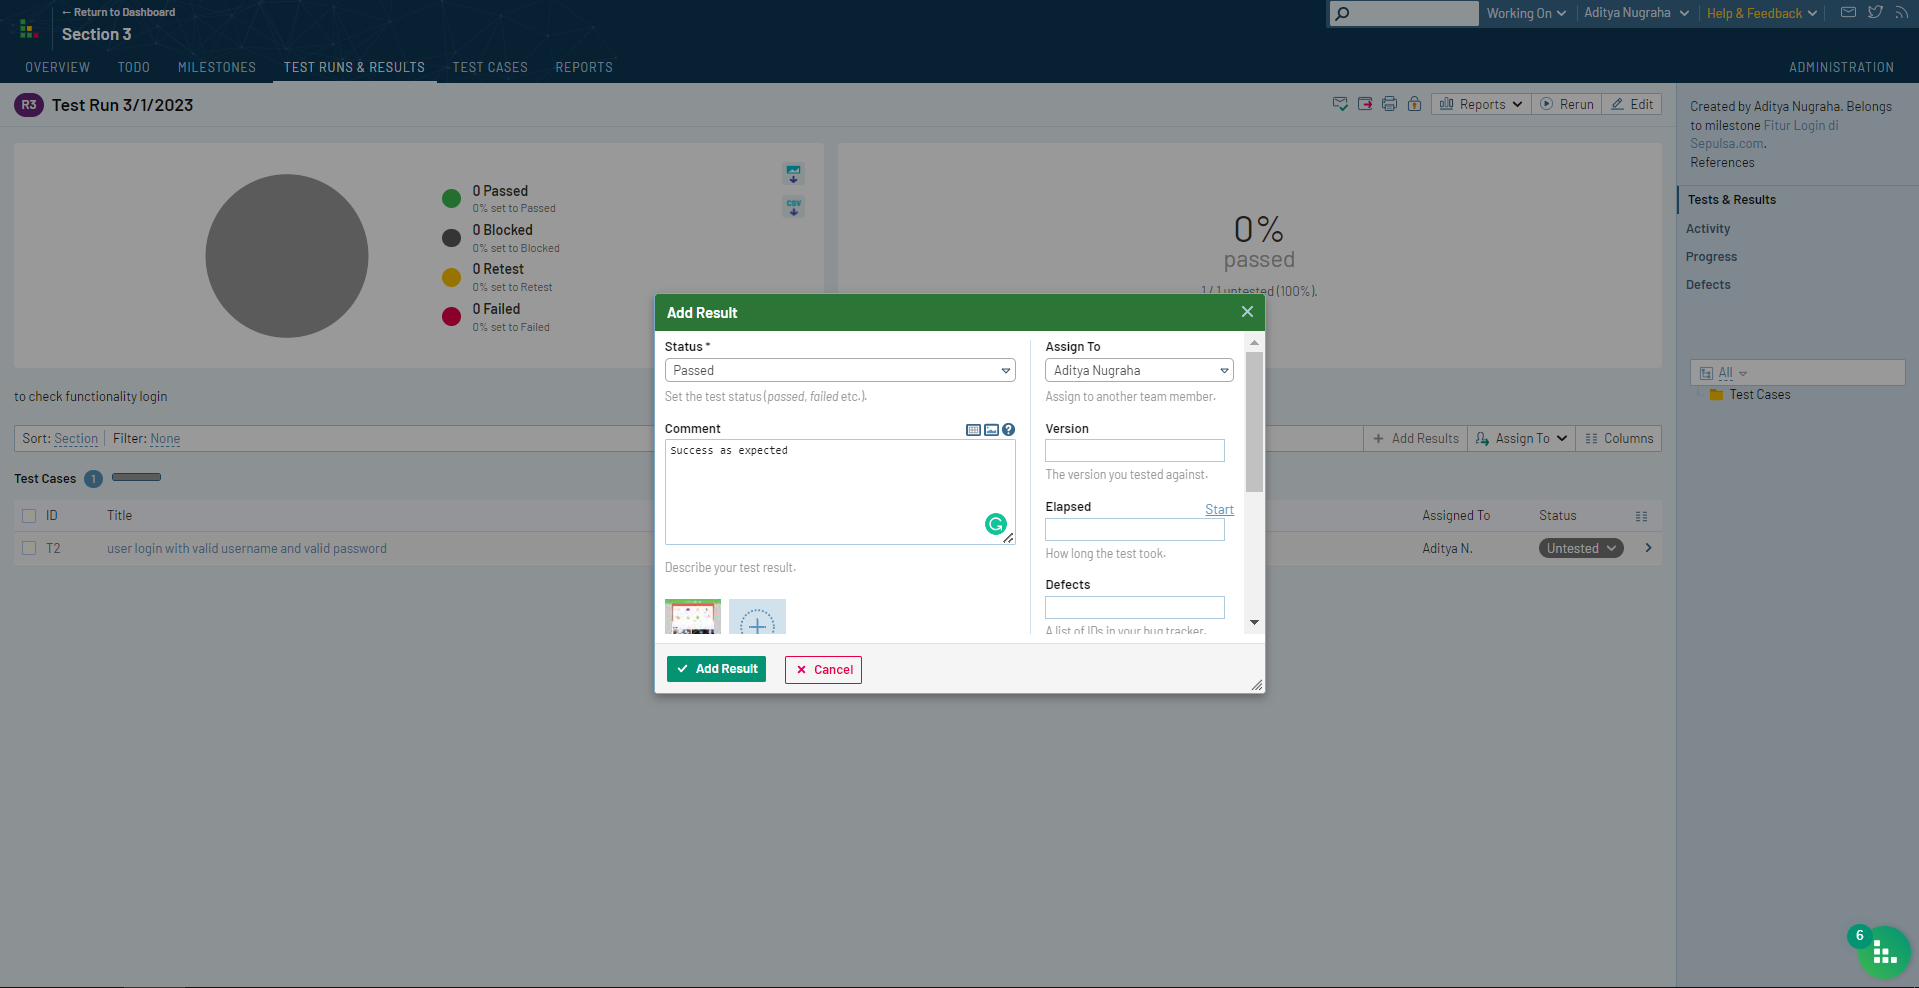 ← Return to Dashboard
Section 3
Working On
Aditya Nugraha
Help & Feedback
OVERVIEW
TODO
MILESTONES
TEST RUNS & RESULTS
TEST CASES
REPORTS
ADMINISTRATION
R3 Test Run 3/1/2023
Reports
Rerun
Edit
0 Passed
0% set to Passed
0 Blocked
0% set to Blocked
0 Retest
0% set to Retest
0 Failed
0% set to Failed
CSV
0%
passed
1 / 1 untested (100%).
Created by Aditya Nugraha. Belongs
to milestone Fitur Login di
Sepulsa.com.
References
Tests & Results
Activity
Progress
Defects
All
Test Cases
to check functionality login
Sort: Section
Filter: None
+ Add Results
Assign To
Columns
Test Cases 1
ID
Title
Assigned To
Status
T2
user login with valid username and valid password
Aditya N.
Untested
Add Result
Status *
Passed
Set the test status (passed, failed etc.).
Comment
Success as expected
Describe your test result.
Assign To
Aditya Nugraha
Assign to another team member.
Version
The version you tested against.
Elapsed
Start
How long the test took.
Defects
A list of IDs in your bug tracker.
Add Result
Cancel
6